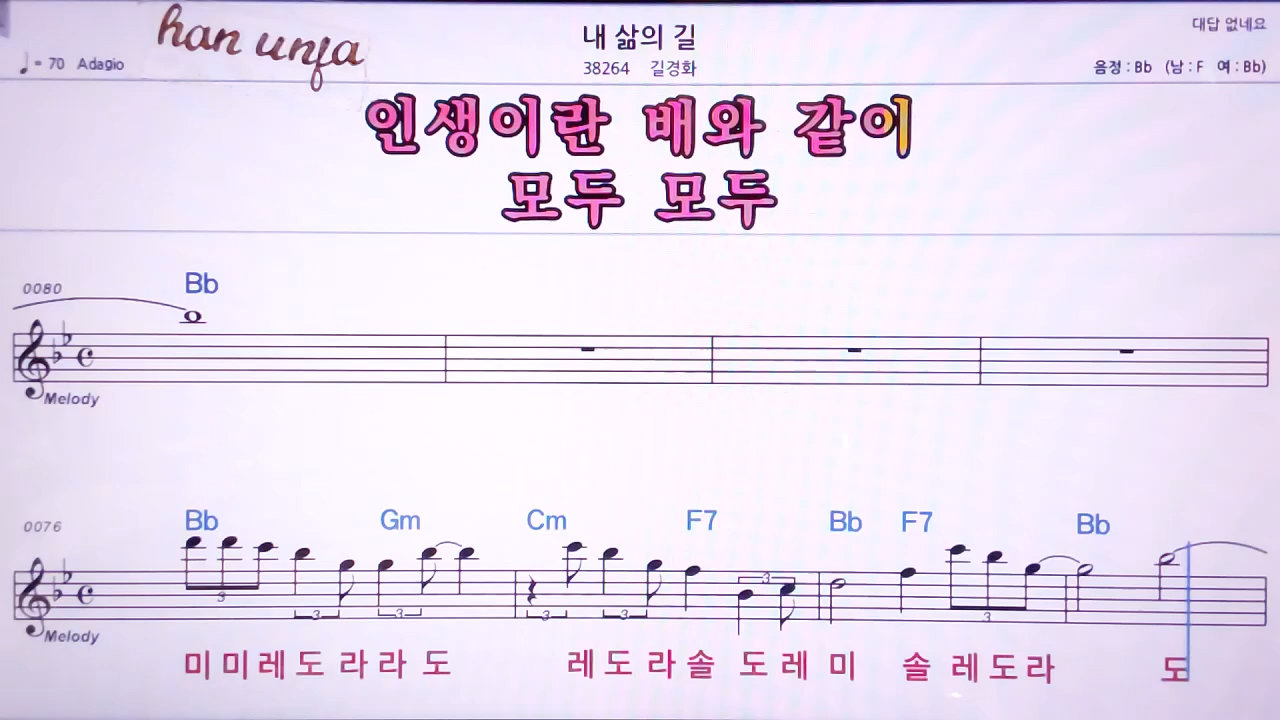 han unja
내 삶의 길
대답 없네요
♩= 70 Adagio
38264 길경화
음정 : Bb (남 : F 여 : Bb)
인생이란 배와 같이
모두 모두
0080 Bb
Melody
0076 Bb Gm Cm F7 Bb F7 Bb
3 3 3 3 3 3 3
Melody
미 미 레 도 라 라 도 레 도 라 솔 도 레 미 솔 레 도 라 도